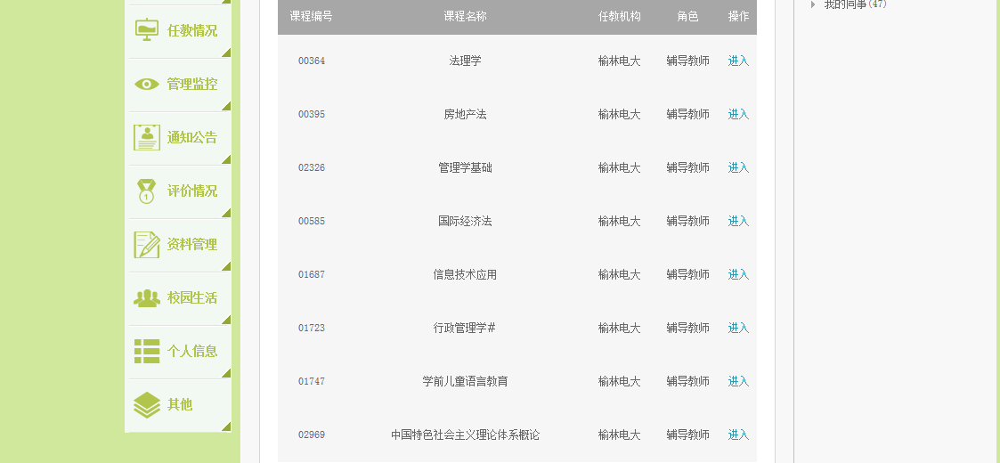 任教情况
管理监控
通知公告
评价情况
资料管理
校园生活
个人信息
其他
课程编号 课程名称 任教机构 角色 操作
00364 法理学 榆林电大 辅导教师 进入
00395 房地产法 榆林电大 辅导教师 进入
02326 管理学基础 榆林电大 辅导教师 进入
00585 国际经济法 榆林电大 辅导教师 进入
01687 信息技术应用 榆林电大 辅导教师 进入
01723 行政管理学# 榆林电大 辅导教师 进入
01747 学前儿童语言教育 榆林电大 辅导教师 进入
02969 中国特色社会主义理论体系概论 榆林电大 辅导教师 进入
我的同事(47)